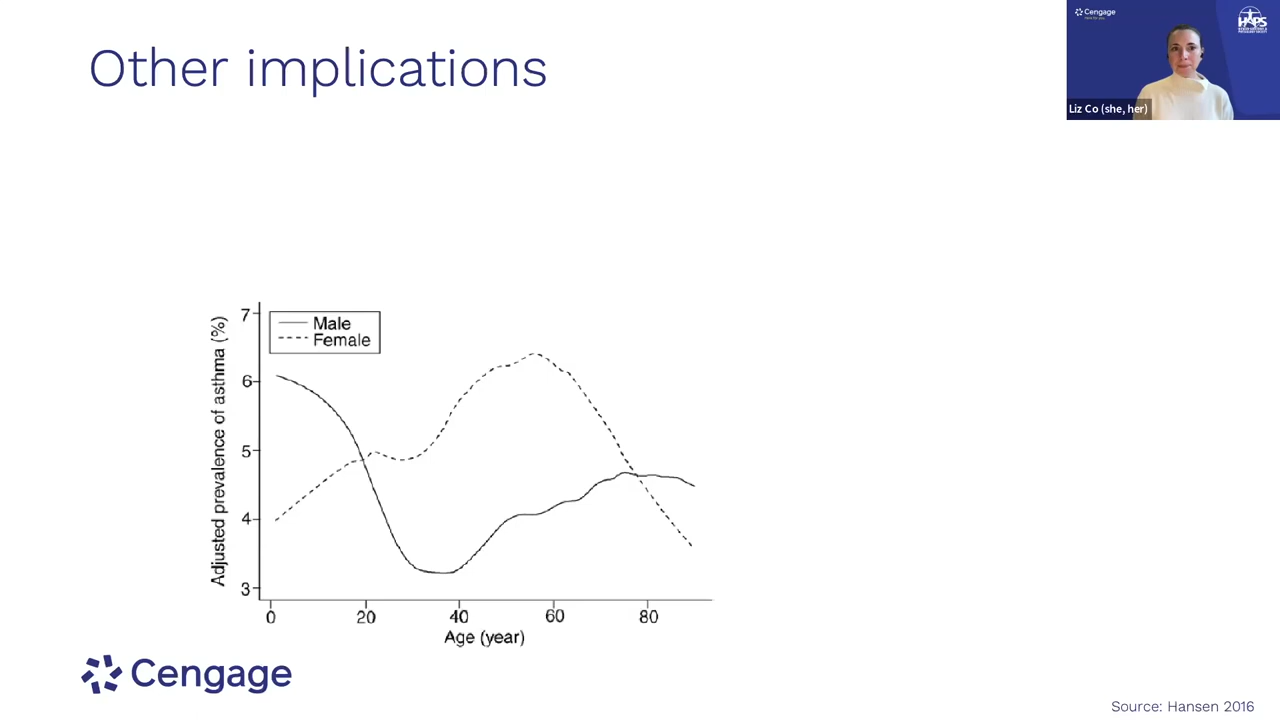 Other implications
Cengage
HAPS
Liz Co (she, her)
Adjusted prevalence of asthma (%)
7
6
5
4
3
Male
Female
0 20 40 60 80
Age (year)
Cengage
Source: Hansen 2016